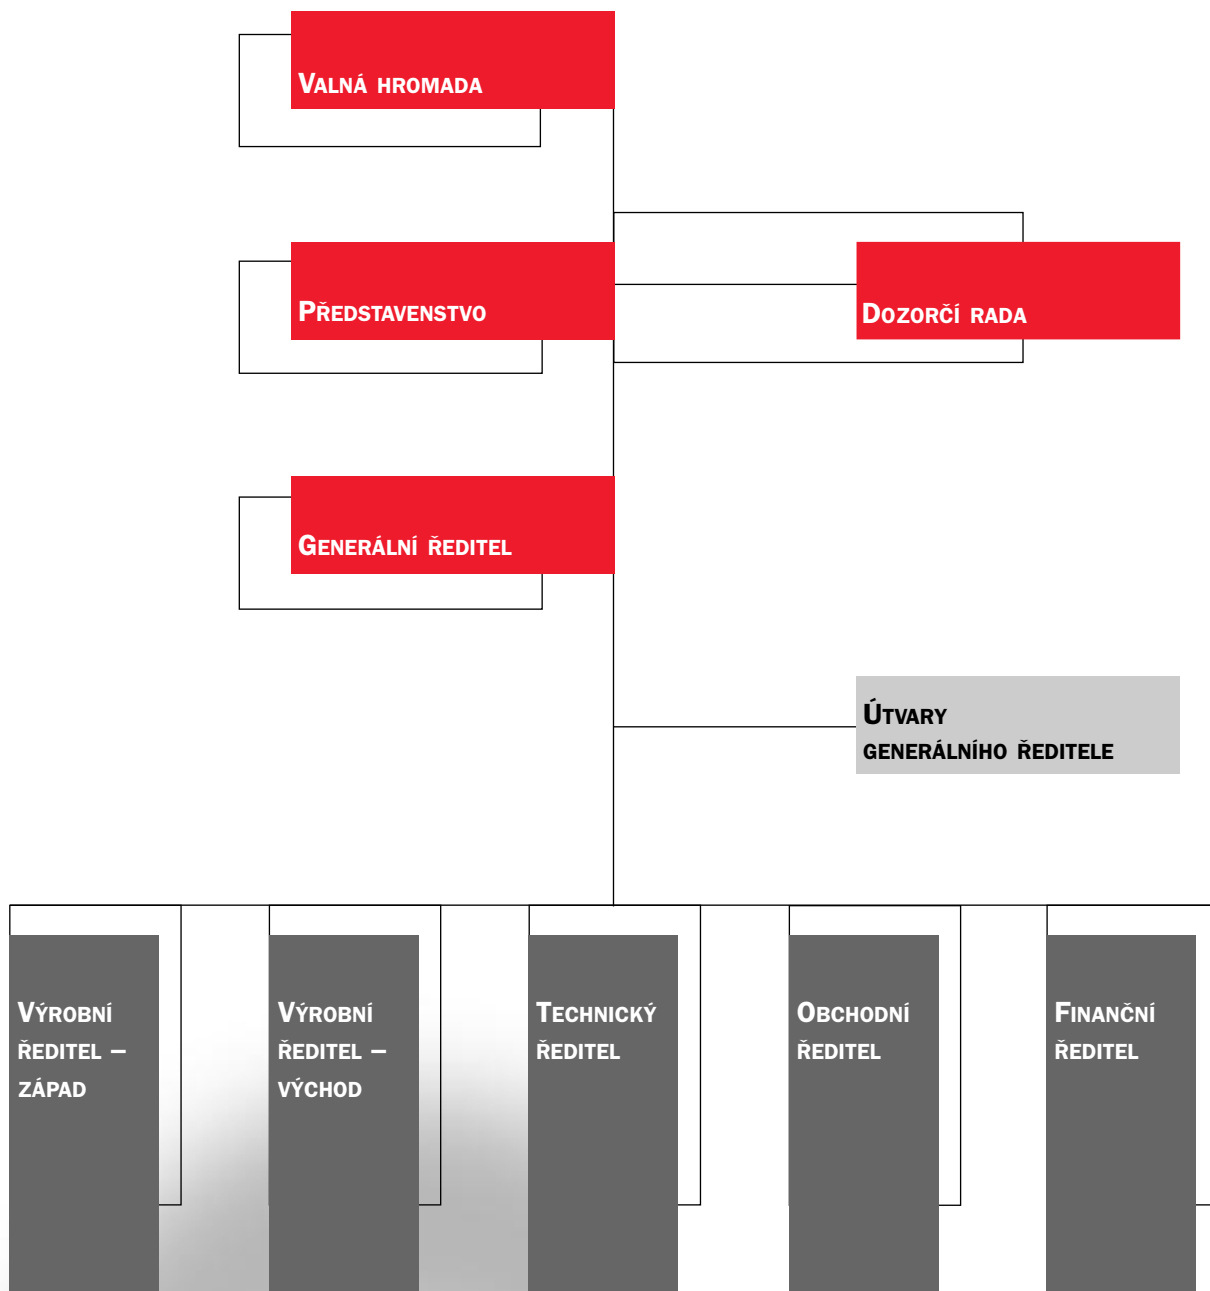 Valná hromada
Představenstvo
Dozorčí rada
Generální ředitel
Útvary
generálního ředitele
Výrobní
ředitel –
západ
Výrobní
ředitel –
východ
Technický
ředitel
Obchodní
ředitel
Finanční
ředitel